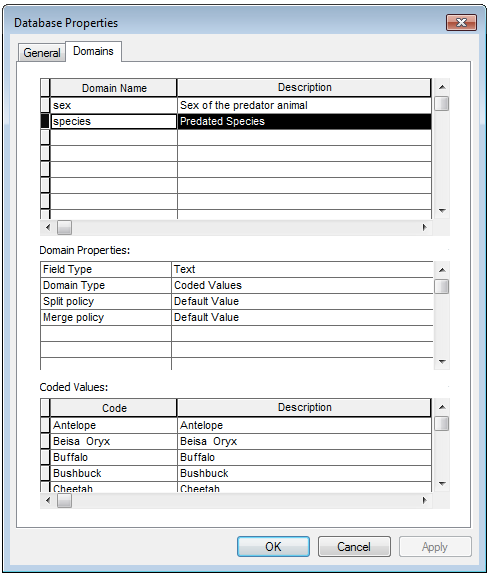 Database Properties
General Domains
Domain Name Description
sex Sex of the predator animal
species Predated Species
Domain Properties:
Field Type Text
Domain Type Coded Values
Split policy Default Value
Merge policy Default Value
Coded Values:
Code Description
Antelope Antelope
Beisa Oryx Beisa Oryx
Buffalo Buffalo
Bushbuck Bushbuck
Cheetah Cheetah
OK Cancel Apply